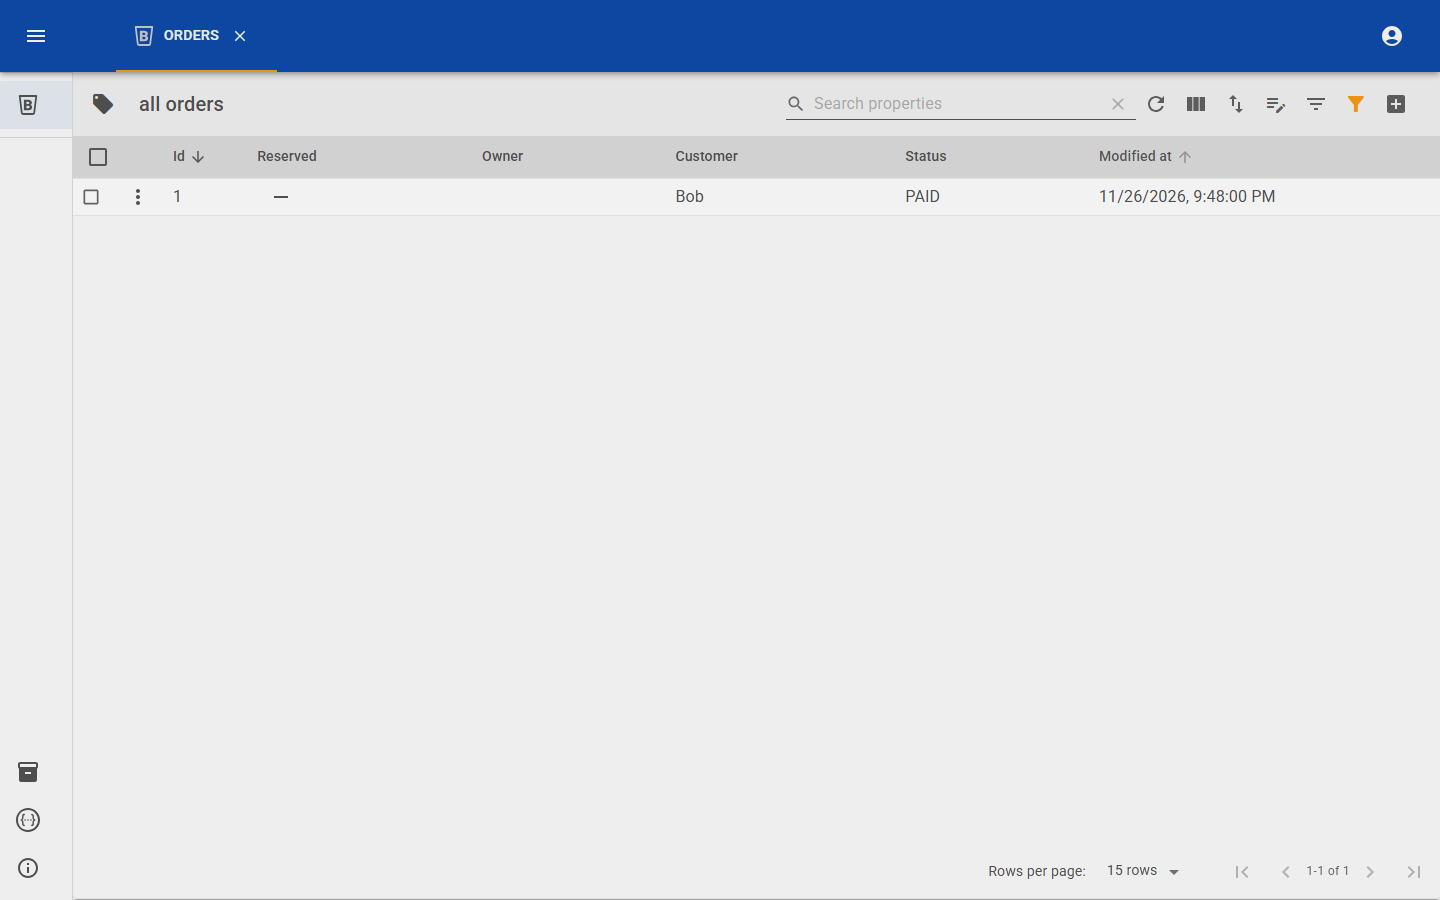 ORDERS
all orders
Search properties
Id Reserved Owner Customer Status Modified at
1 — Bob PAID 11/26/2026, 9:48:00 PM
Rows per page: 15 rows 1-1 of 1